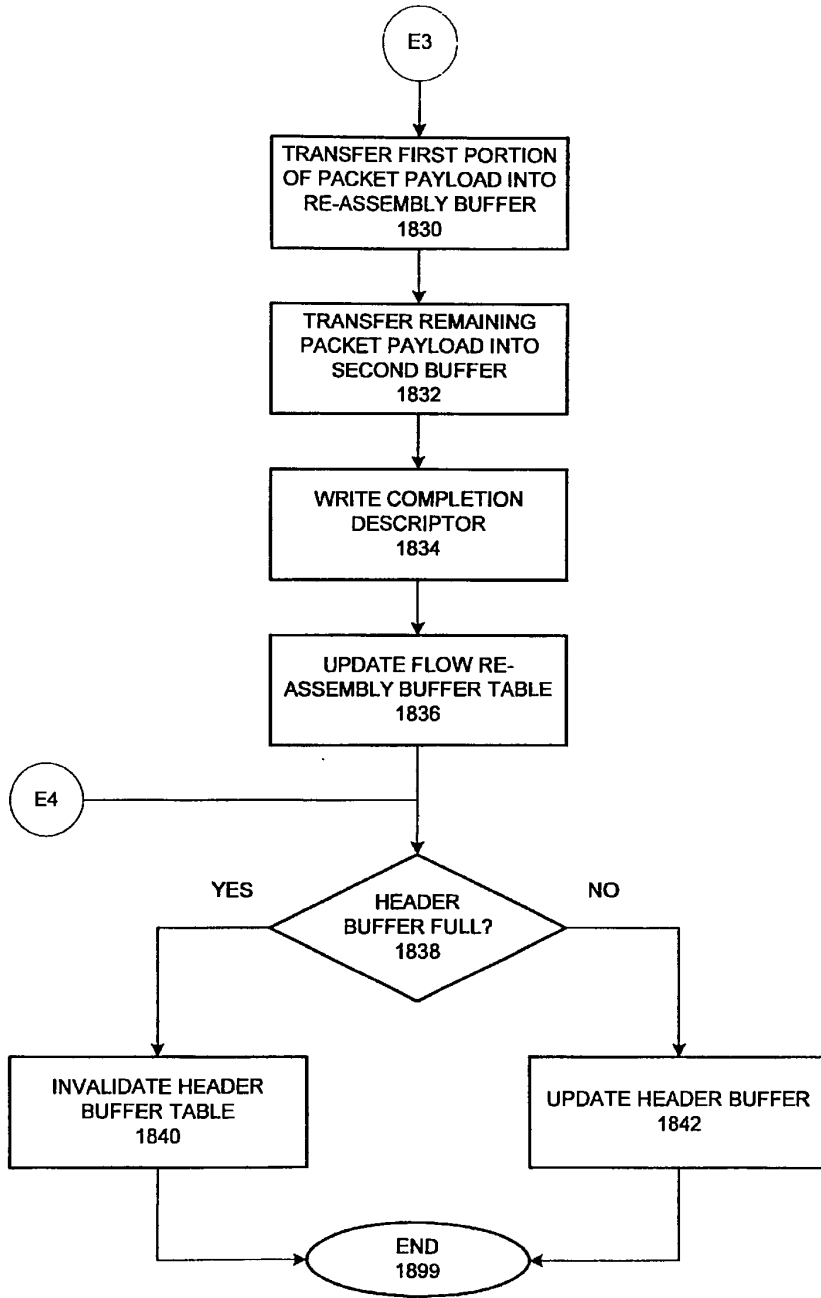 E3
TRANSFER FIRST PORTION
OF PACKET PAYLOAD INTO
RE-ASSEMBLY BUFFER
1830
TRANSFER REMAINING
PACKET PAYLOAD INTO
SECOND BUFFER
1832
WRITE COMPLETION
DESCRIPTOR
1834
UPDATE FLOW RE-
ASSEMBLY BUFFER TABLE
1836
E4
YES
HEADER
BUFFER FULL?
1838
NO
INVALIDATE HEADER
BUFFER TABLE
1840
UPDATE HEADER BUFFER
1842
END
1899